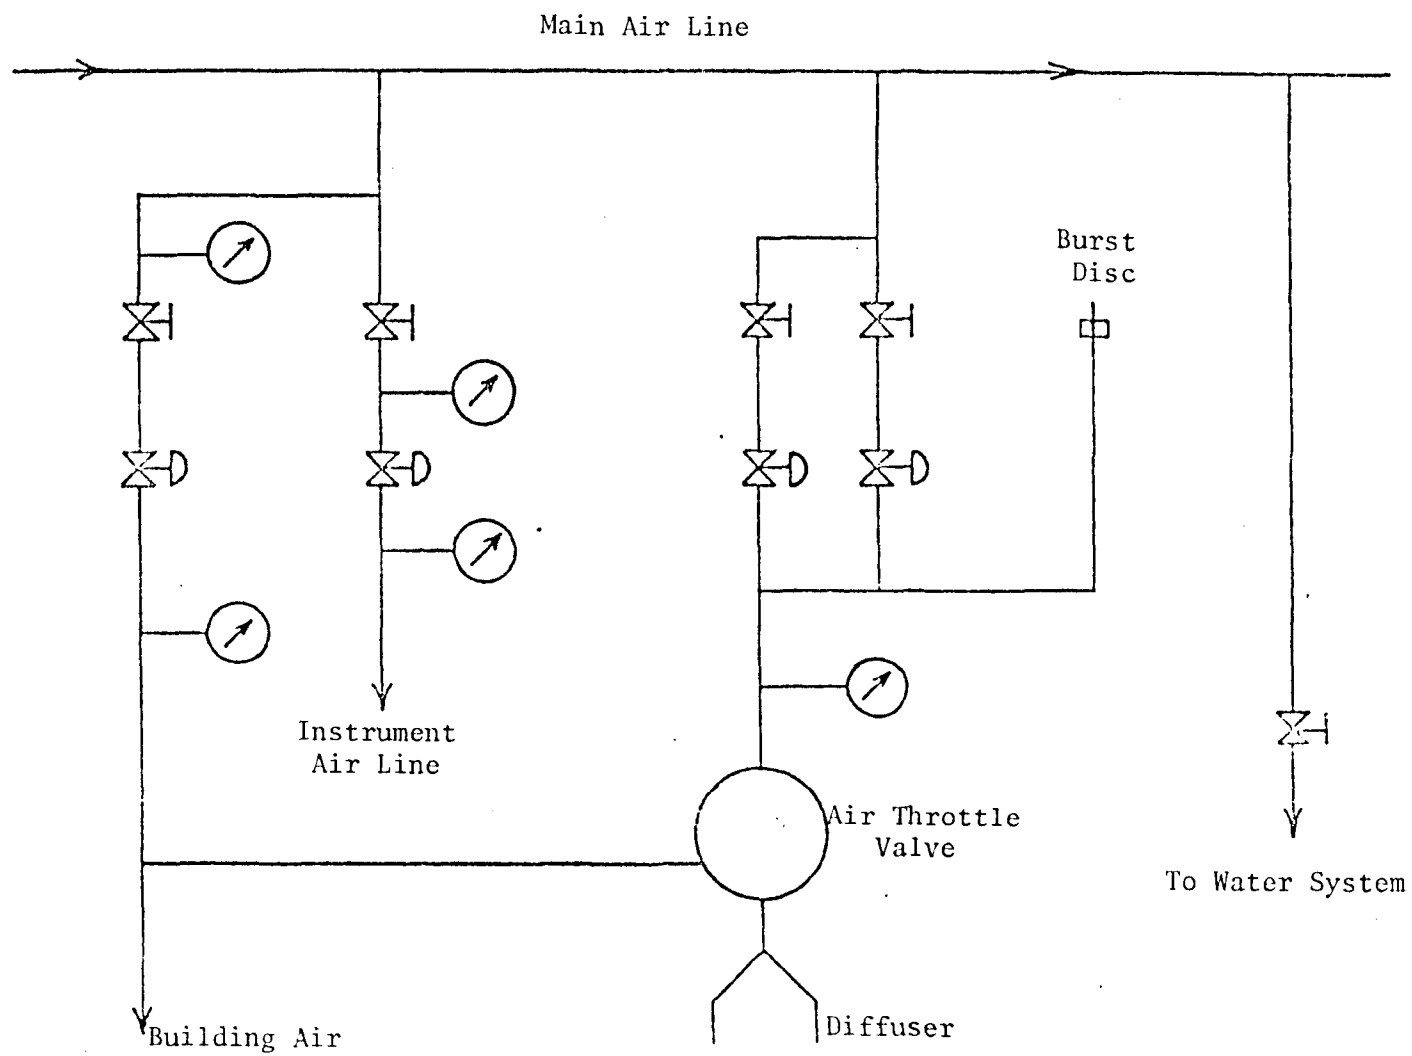 Main Air Line
Burst
Disc
Instrument
Air Line
Air Throttle
Valve
To Water System
Building Air
Diffuser